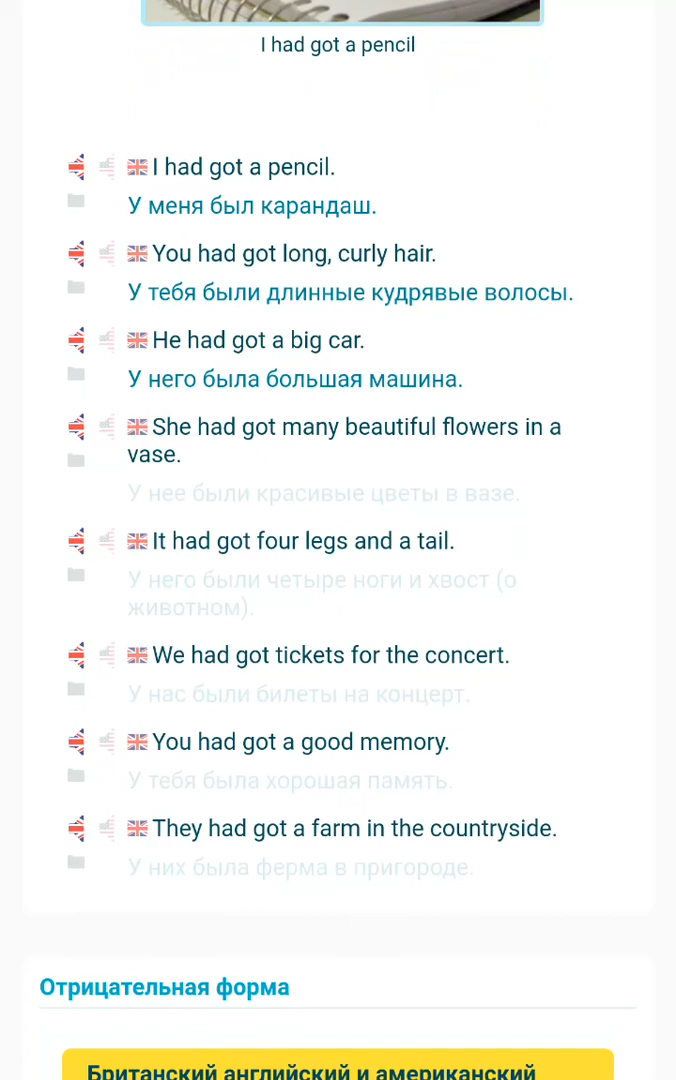 I had got a pencil
I had got a pencil.
У меня был карандаш.
You had got long, curly hair.
У тебя были длинные кудрявые волосы.
He had got a big car.
У него была большая машина.
She had got many beautiful flowers in a
vase.
У нее были красивые цветы в вазе.
It had got four legs and a tail.
У него были четыре ноги и хвост (о
животном).
We had got tickets for the concert.
У нас были билеты на концерт.
You had got a good memory.
У тебя была хорошая память.
They had got a farm in the countryside.
У них была ферма в пригороде.
Отрицательная форма
Британский английский и американский